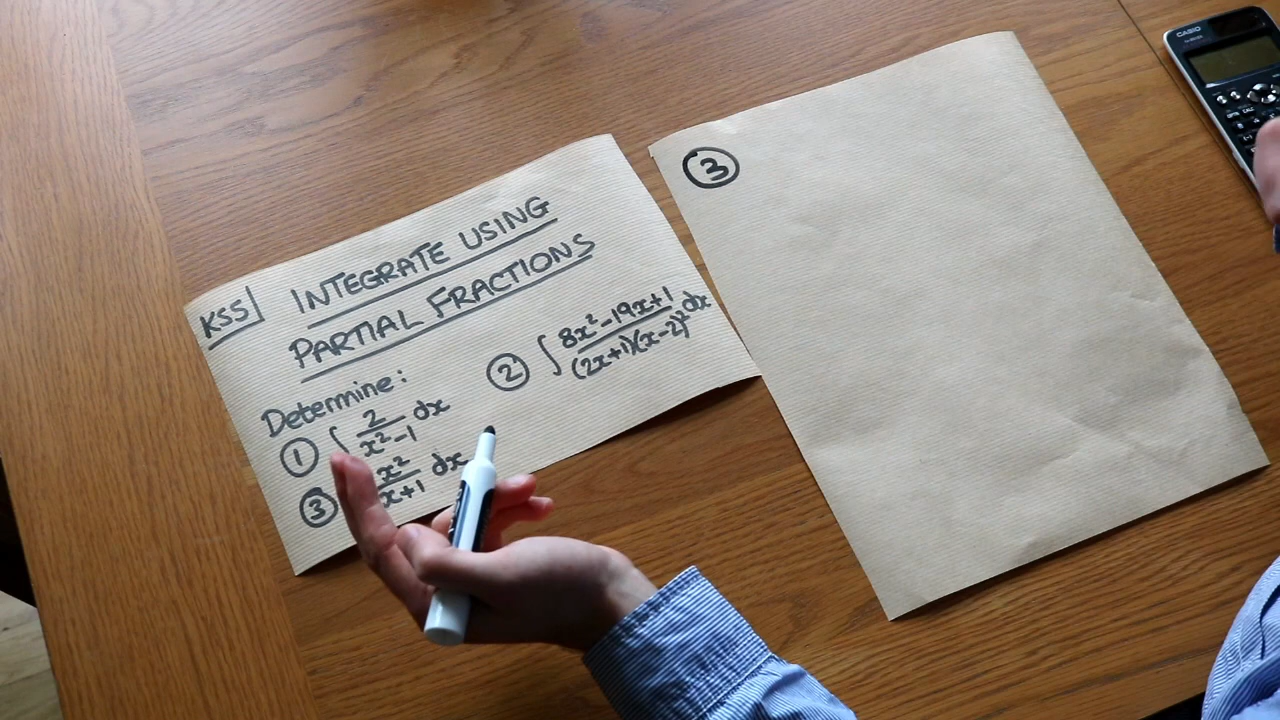 KS5
INTEGRATE USING
PARTIAL FRACTIONS
Determine:
① ∫ 2/(x²-1) dx
② ∫ (8x²-19x+1)/((2x+1)(x-2)²) dx
③ x²/(x+1) dx
③
CASIO